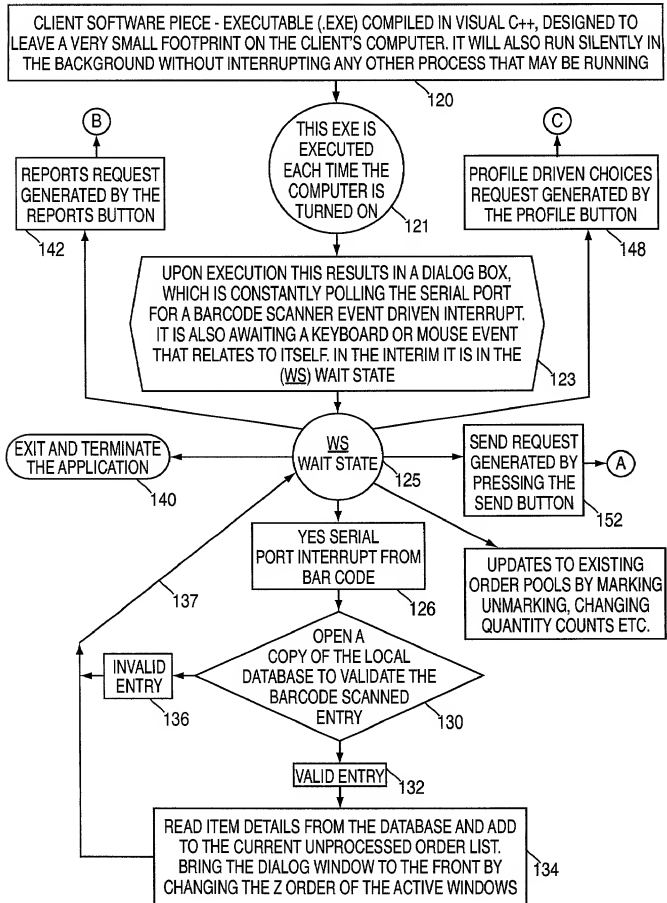 CLIENT SOFTWARE PIECE - EXECUTABLE (.EXE) COMPILED IN VISUAL C++, DESIGNED TO
LEAVE A VERY SMALL FOOTPRINT ON THE CLIENT'S COMPUTER. IT WILL ALSO RUN SILENTLY IN
THE BACKGROUND WITHOUT INTERRUPTING ANY OTHER PROCESS THAT MAY BE RUNNING
120
B
REPORTS REQUEST
GENERATED BY THE
REPORTS BUTTON
142
THIS EXE IS
EXECUTED
EACH TIME THE
COMPUTER IS
TURNED ON
121
C
PROFILE DRIVEN CHOICES
REQUEST GENERATED BY
THE PROFILE BUTTON
148
UPON EXECUTION THIS RESULTS IN A DIALOG BOX,
WHICH IS CONSTANTLY POLLING THE SERIAL PORT
FOR A BARCODE SCANNER EVENT DRIVEN INTERRUPT.
IT IS ALSO AWAITING A KEYBOARD OR MOUSE EVENT
THAT RELATES TO ITSELF. IN THE INTERIM IT IS IN THE
(WS) WAIT STATE
123
EXIT AND TERMINATE
THE APPLICATION
140
WS
WAIT STATE
125
SEND REQUEST
GENERATED BY
PRESSING THE
SEND BUTTON
152
A
YES SERIAL
PORT INTERRUPT FROM
BAR CODE
126
UPDATES TO EXISTING
ORDER POOLS BY MARKING
UNMARKING, CHANGING
QUANTITY COUNTS ETC.
137
OPEN A
COPY OF THE LOCAL
DATABASE TO VALIDATE THE
BARCODE SCANNED
ENTRY
130
INVALID
ENTRY
136
VALID ENTRY
132
READ ITEM DETAILS FROM THE DATABASE AND ADD
TO THE CURRENT UNPROCESSED ORDER LIST.
BRING THE DIALOG WINDOW TO THE FRONT BY
CHANGING THE Z ORDER OF THE ACTIVE WINDOWS
134